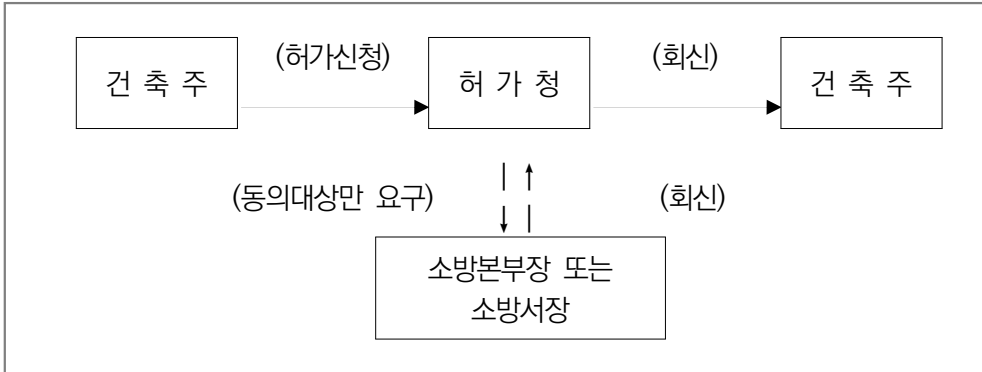 (허가신청)
(회신)
건 축 주
허 가 청
건 축 주
(동의대상만 요구)
(회신)
소방본부장 또는
소방서장